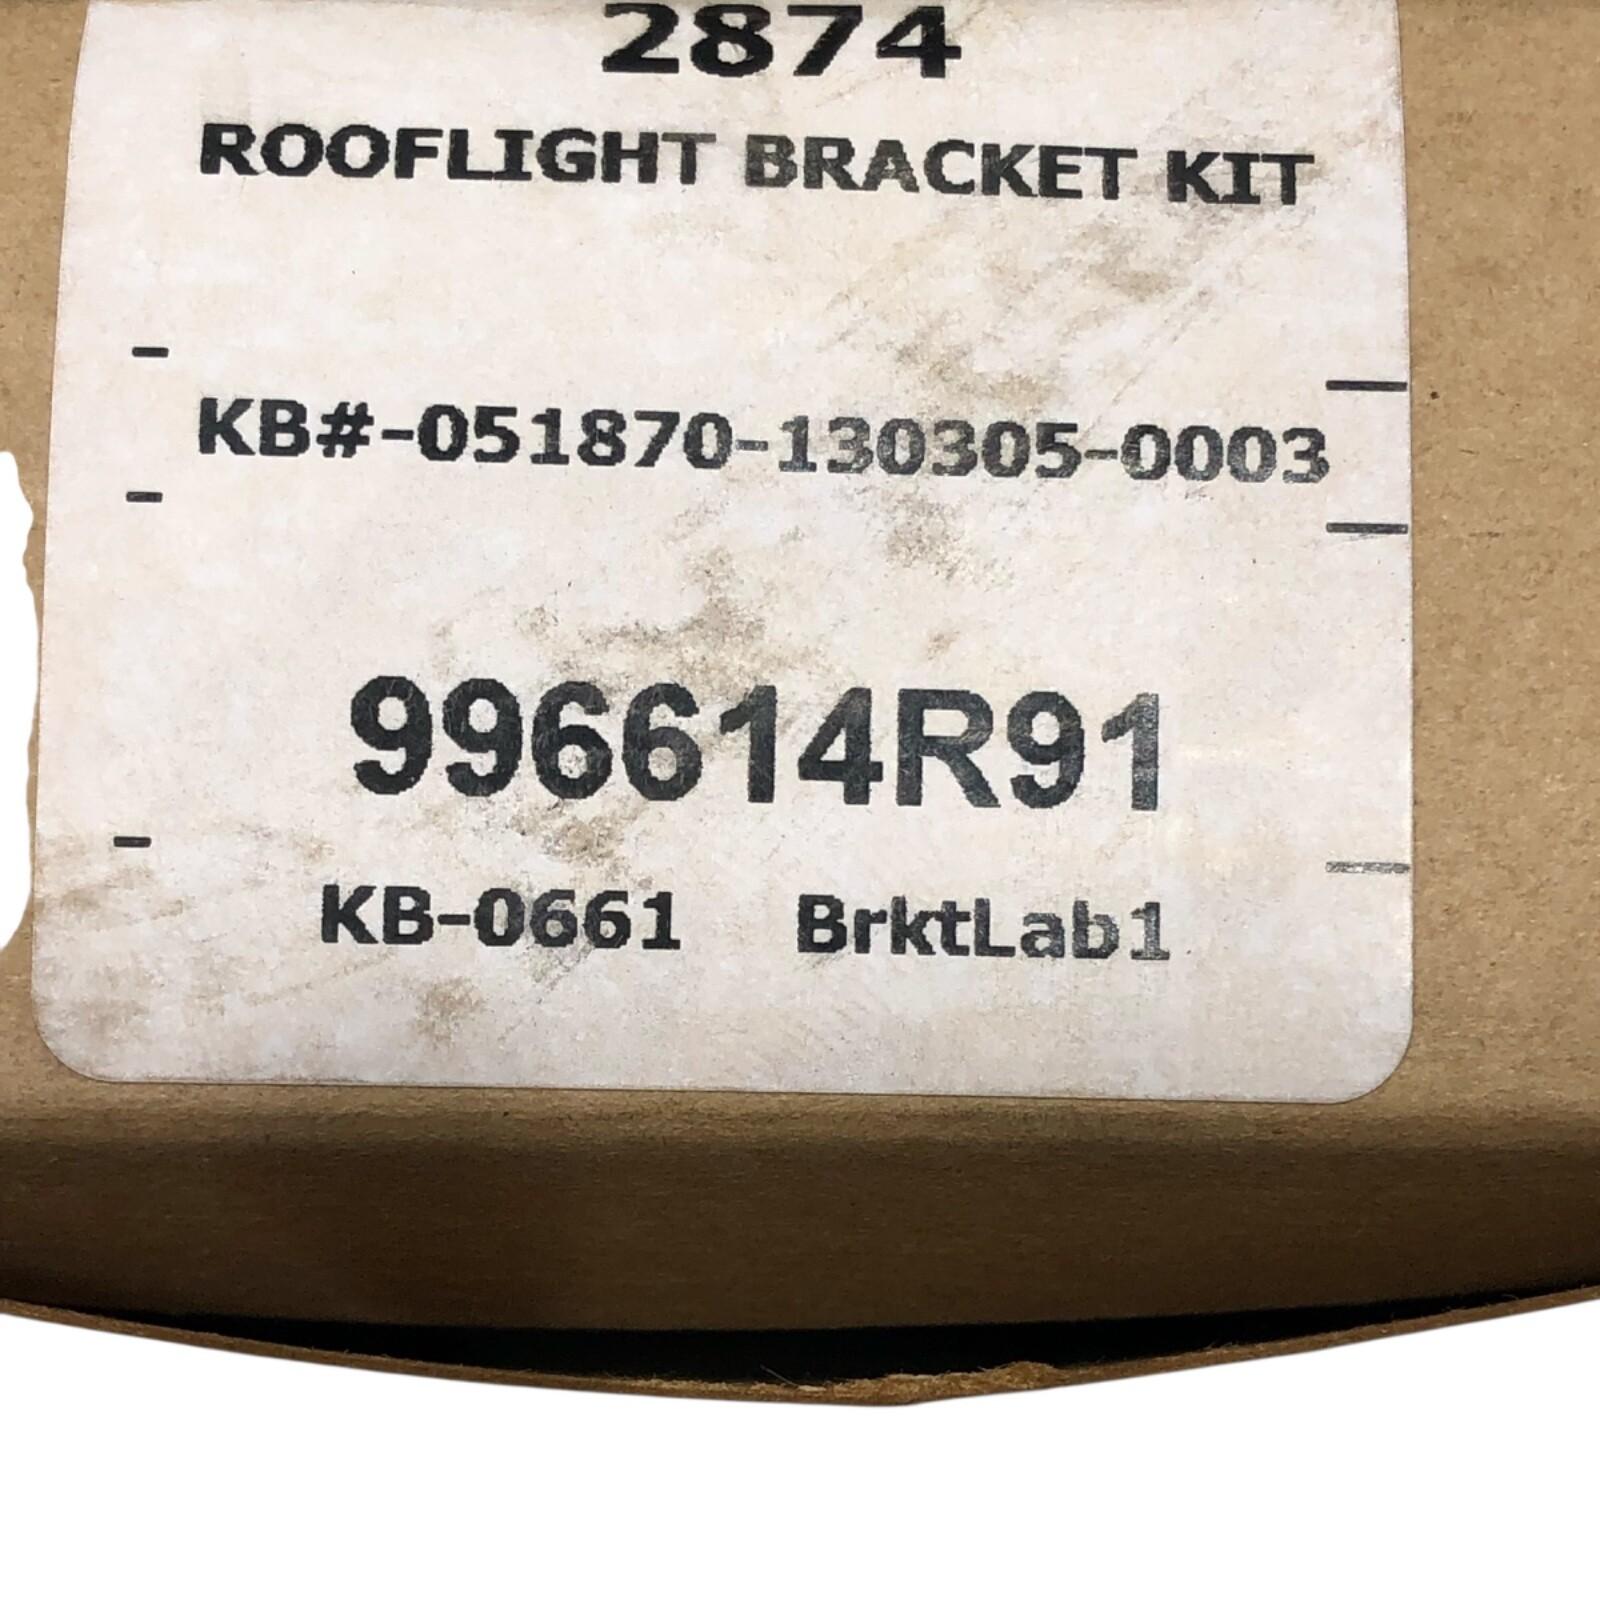 2874
ROOFLIGHT BRACKET KIT
KB#-051870-130305-0003
996614R91
KB-0661 BrktLab1